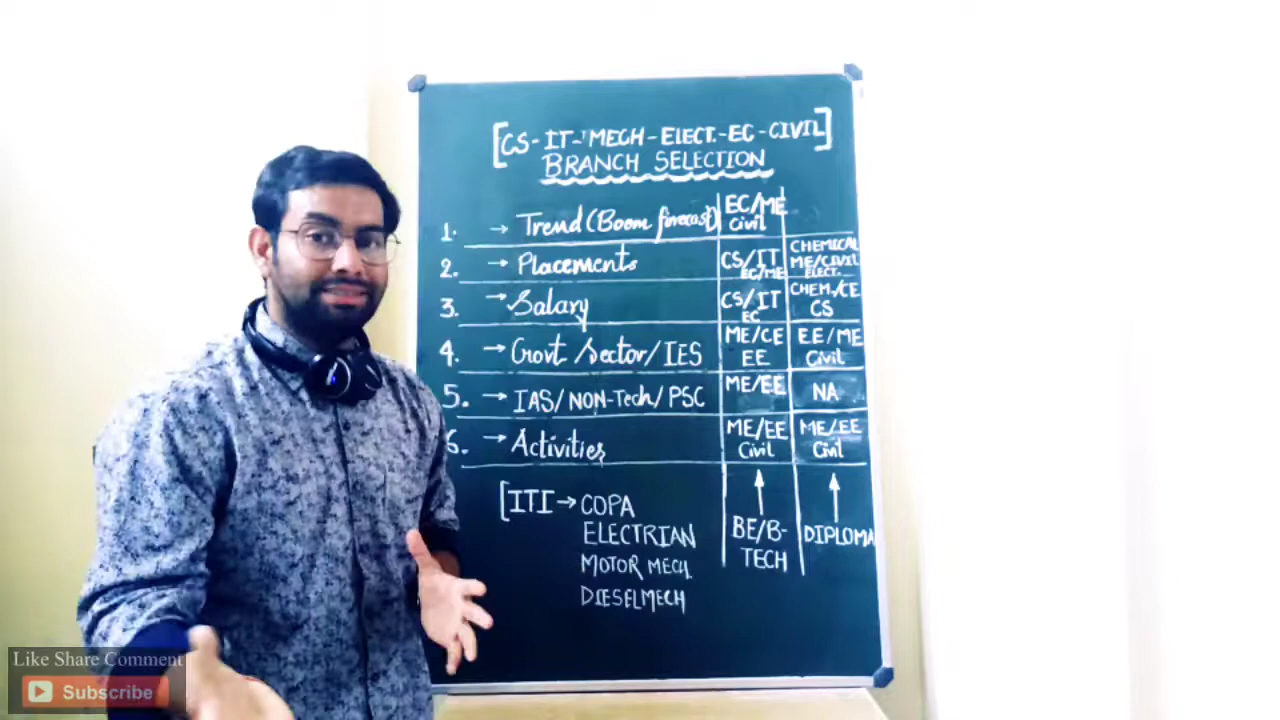 [CS-IT-MECH-ELECT.-EC-CIVIL]
BRANCH SELECTION
1. → Trend (Boom forecast) EC/ME Civil
2. → Placements CS/IT EC/ME CHEMICAL ME/CIVIL ELECT.
3. → Salary CS/IT EC CHEM./CE CS
4. → Govt Sector/IES ME/CE EE EE/ME Civil
5. → IAS/NON-Tech/PSC ME/EE NA
6. → Activities ME/EE Civil ME/EE Civil
[ITI → COPA
ELECTRIAN
MOTOR MECH
DIESELMECH
BE/B-
TECH
DIPLOMA
Like Share Comment
Subscribe